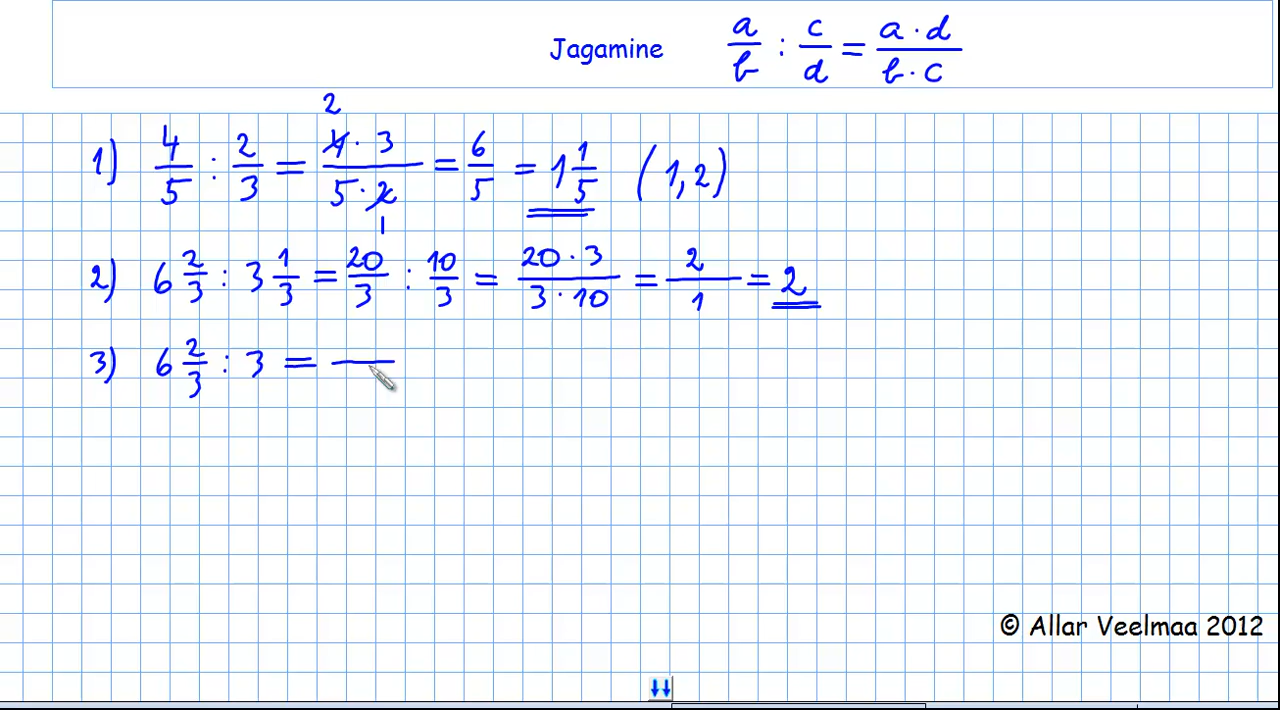 Jagamine a/b : c/d = a·d/b·c
1) 4/5 : 2/3 = 4·3/5·2 = 6/5 = 1 1/5 (1,2)
2) 6 2/3 : 3 1/3 = 20/3 : 10/3 = 20·3/3·10 = 2/1 = 2
3) 6 2/3 : 3 =
© Allar Veelmaa 2012